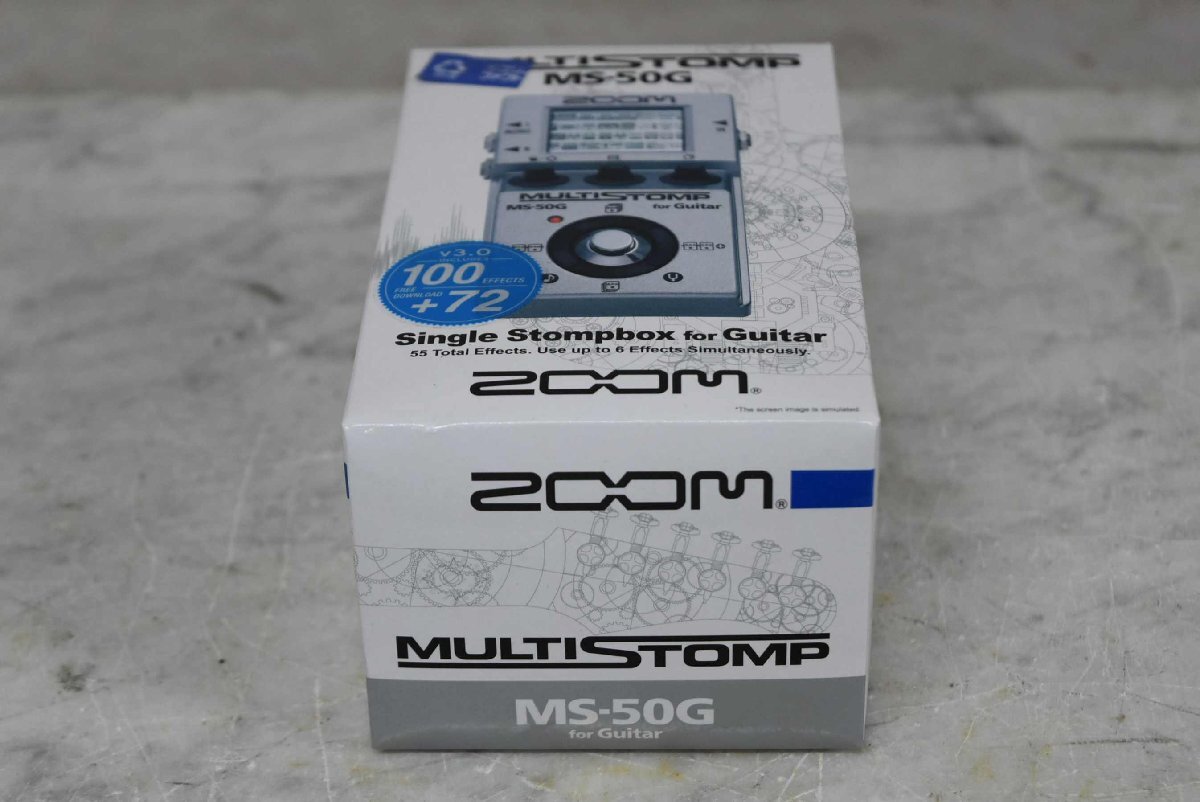 MULTISTOMP
MS-50G
ZOOM
MULTISTOMP
MS-50G for Guitar
v3.0
INCLUDES
100 EFFECTS
FREE DOWNLOAD +72
Single Stompbox for Guitar
55 Total Effects. Use up to 6 Effects Simultaneously.
ZOOM®
*The screen image is simulated.
ZOOM®
MULTISTOMP
MS-50G
for Guitar